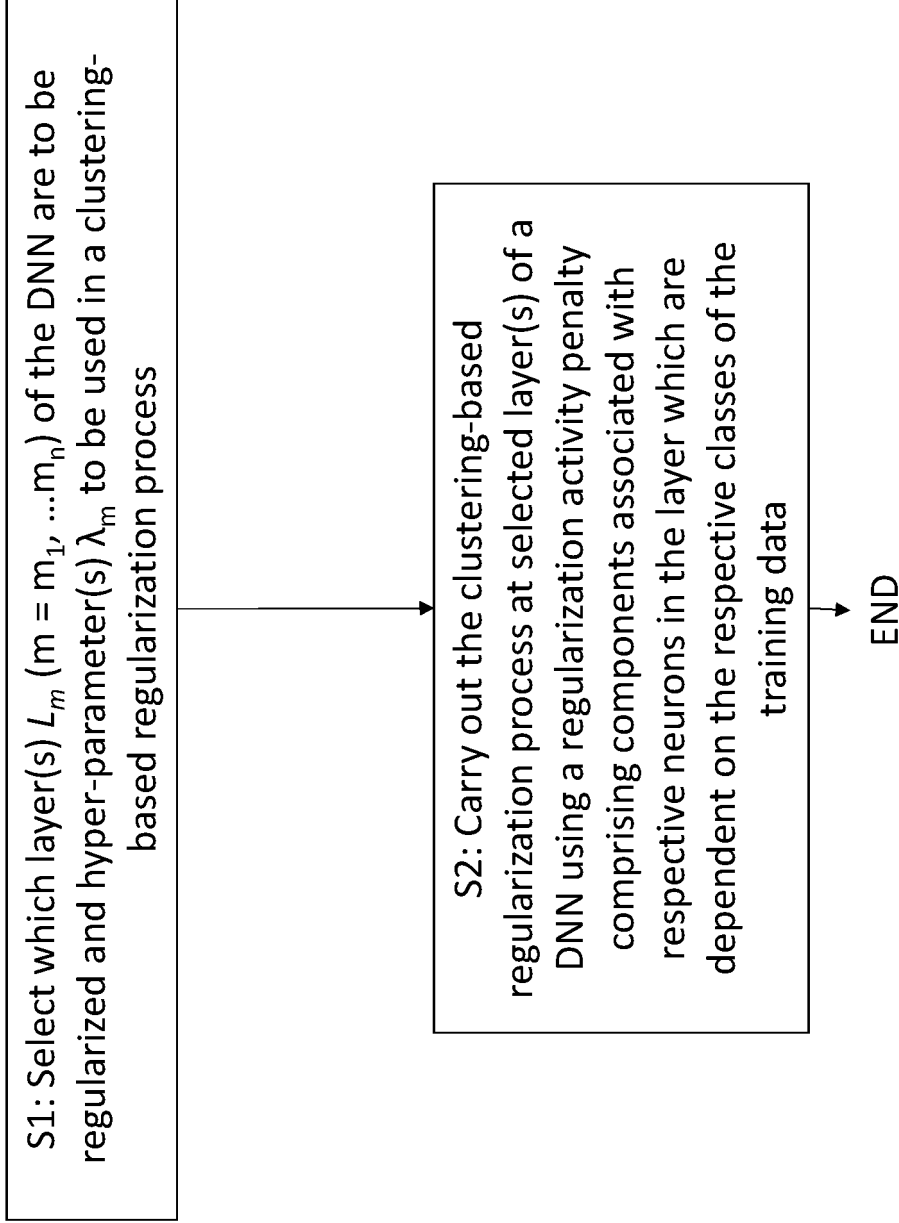 S1: Select which layer(s) Lₘ (m = m₁, ...mₙ) of the DNN are to be
regularized and hyper-parameter(s) λₘ to be used in a clustering-
based regularization process
S2: Carry out the clustering-based
regularization process at selected layer(s) of a
DNN using a regularization activity penalty
comprising components associated with
respective neurons in the layer which are
dependent on the respective classes of the
training data
END